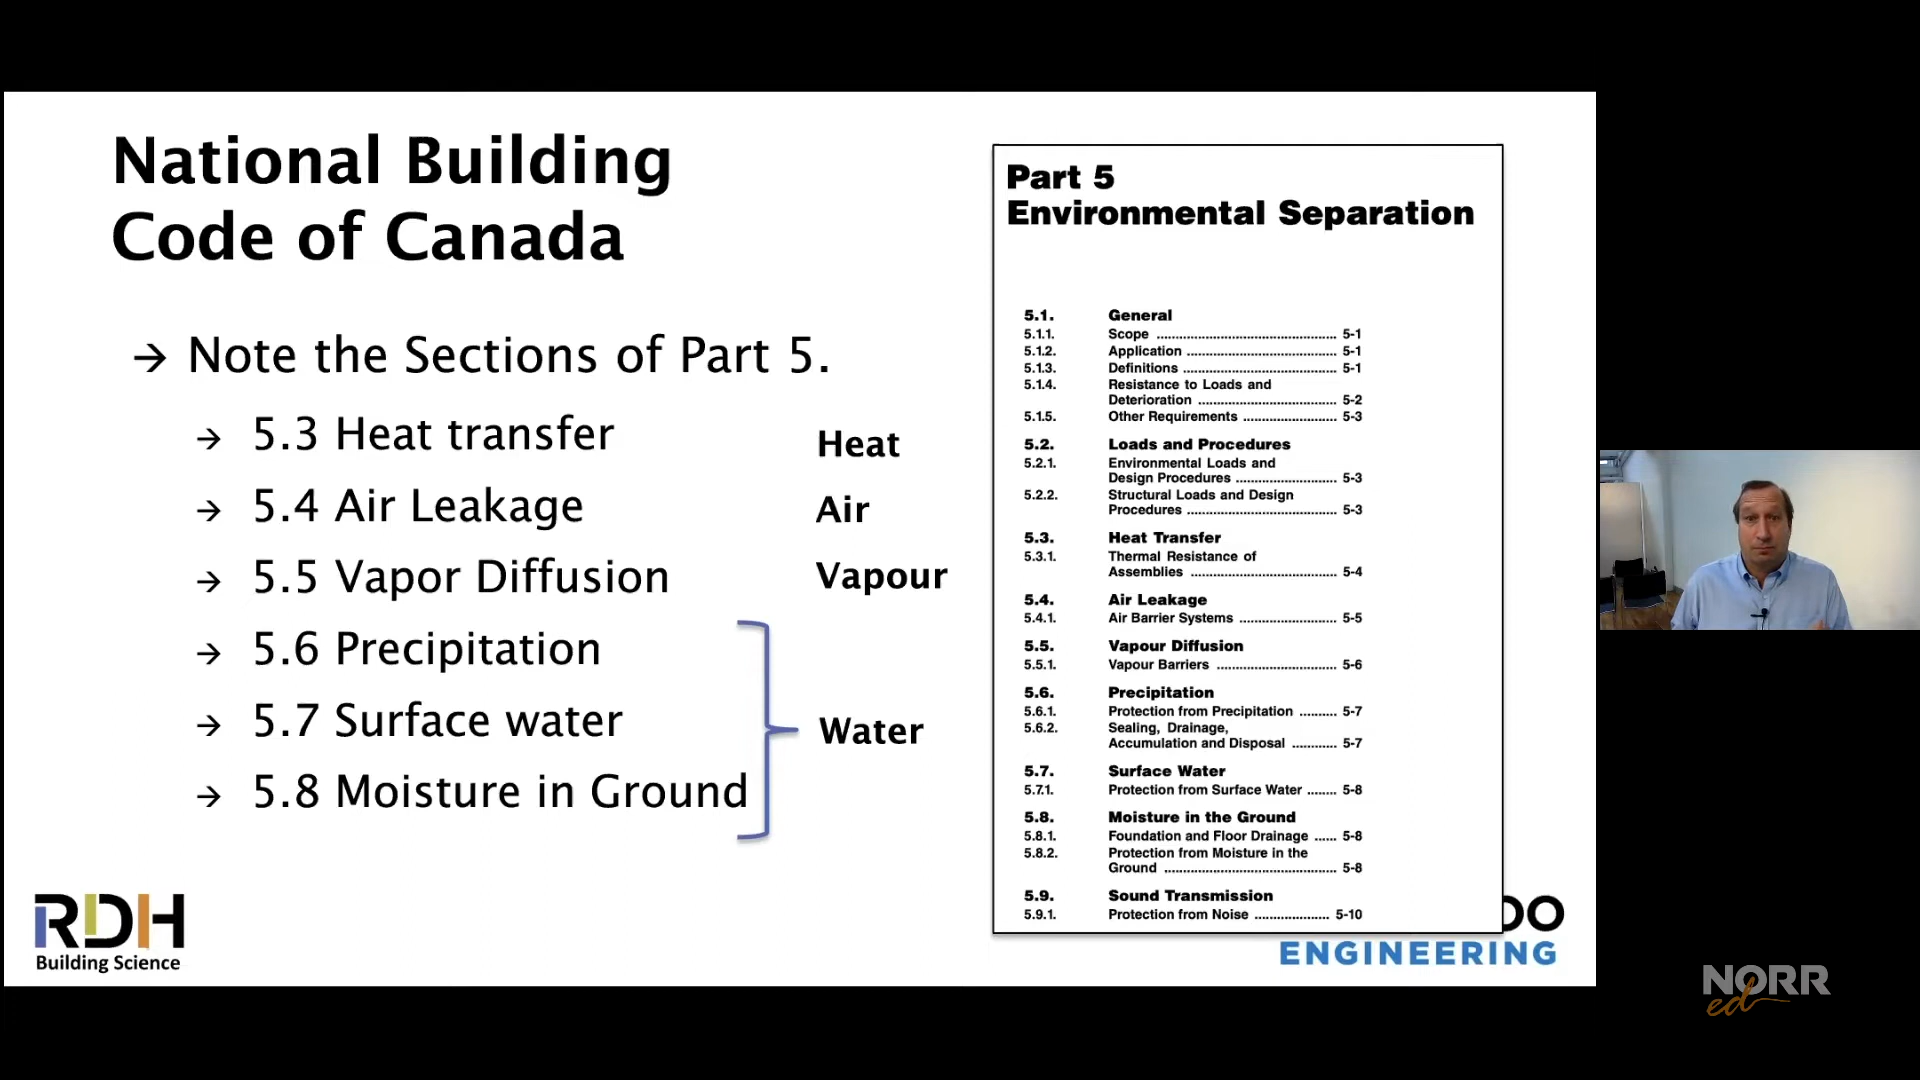 National Building
Code of Canada
→ Note the Sections of Part 5.
→ 5.3 Heat transfer
→ 5.4 Air Leakage
→ 5.5 Vapor Diffusion
→ 5.6 Precipitation
→ 5.7 Surface water
→ 5.8 Moisture in Ground
Heat
Air
Vapour
Water
Part 5
Environmental Separation
5.1. General
5.1.1. Scope ........................................... 5-1
5.1.2. Application ................................... 5-1
5.1.3. Definitions .................................... 5-1
5.1.4. Resistance to Loads and
Deterioration ................................. 5-2
5.1.5. Other Requirements ...................... 5-3
5.2. Loads and Procedures
5.2.1. Environmental Loads and
Design Procedures ........................ 5-3
5.2.2. Structural Loads and Design
Procedures .................................... 5-3
5.3. Heat Transfer
5.3.1. Thermal Resistance of
Assemblies ................................... 5-4
5.4. Air Leakage
5.4.1. Air Barrier Systems ....................... 5-5
5.5. Vapour Diffusion
5.5.1. Vapour Barriers ............................. 5-6
5.6. Precipitation
5.6.1. Protection from Precipitation ......... 5-7
5.6.2. Sealing, Drainage,
Accumulation and Disposal ........... 5-7
5.7. Surface Water
5.7.1. Protection from Surface Water ....... 5-8
5.8. Moisture in the Ground
5.8.1. Foundation and Floor Drainage ..... 5-8
5.8.2. Protection from Moisture in the
Ground .......................................... 5-8
5.9. Sound Transmission
5.9.1. Protection from Noise ................... 5-10
RDH
Building Science
ENGINEERING
NORR
ed